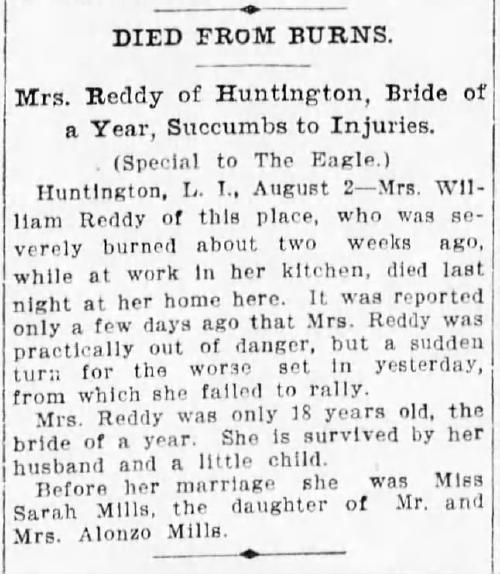 DIED FROM BURNS.
Mrs. Reddy of Huntington, Bride of
a Year, Succumbs to Injuries.
(Special to The Eagle.)
Huntington, L. I., August 2—Mrs. Wil-
liam Reddy of this place, who was se-
verely burned about two weeks ago,
while at work in her kitchen, died last
night at her home here. It was reported
only a few days ago that Mrs. Reddy was
practically out of danger, but a sudden
turn for the worse set in yesterday,
from which she failed to rally.
Mrs. Reddy was only 18 years old, the
bride of a year. She is survived by her
husband and a little child.
Before her marriage she was Miss
Sarah Mills, the daughter of Mr. and
Mrs. Alonzo Mills.